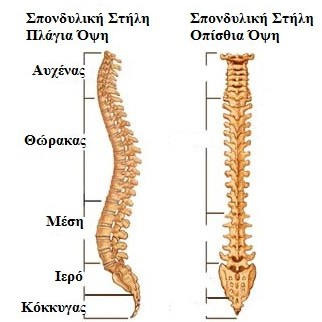 Σπονδυλική Στήλη
Πλάγια Όψη
Σπονδυλική Στήλη
Οπίσθια Όψη
Αυχένας
Θώρακας
Μέση
Ιερό
Κόκκυγας